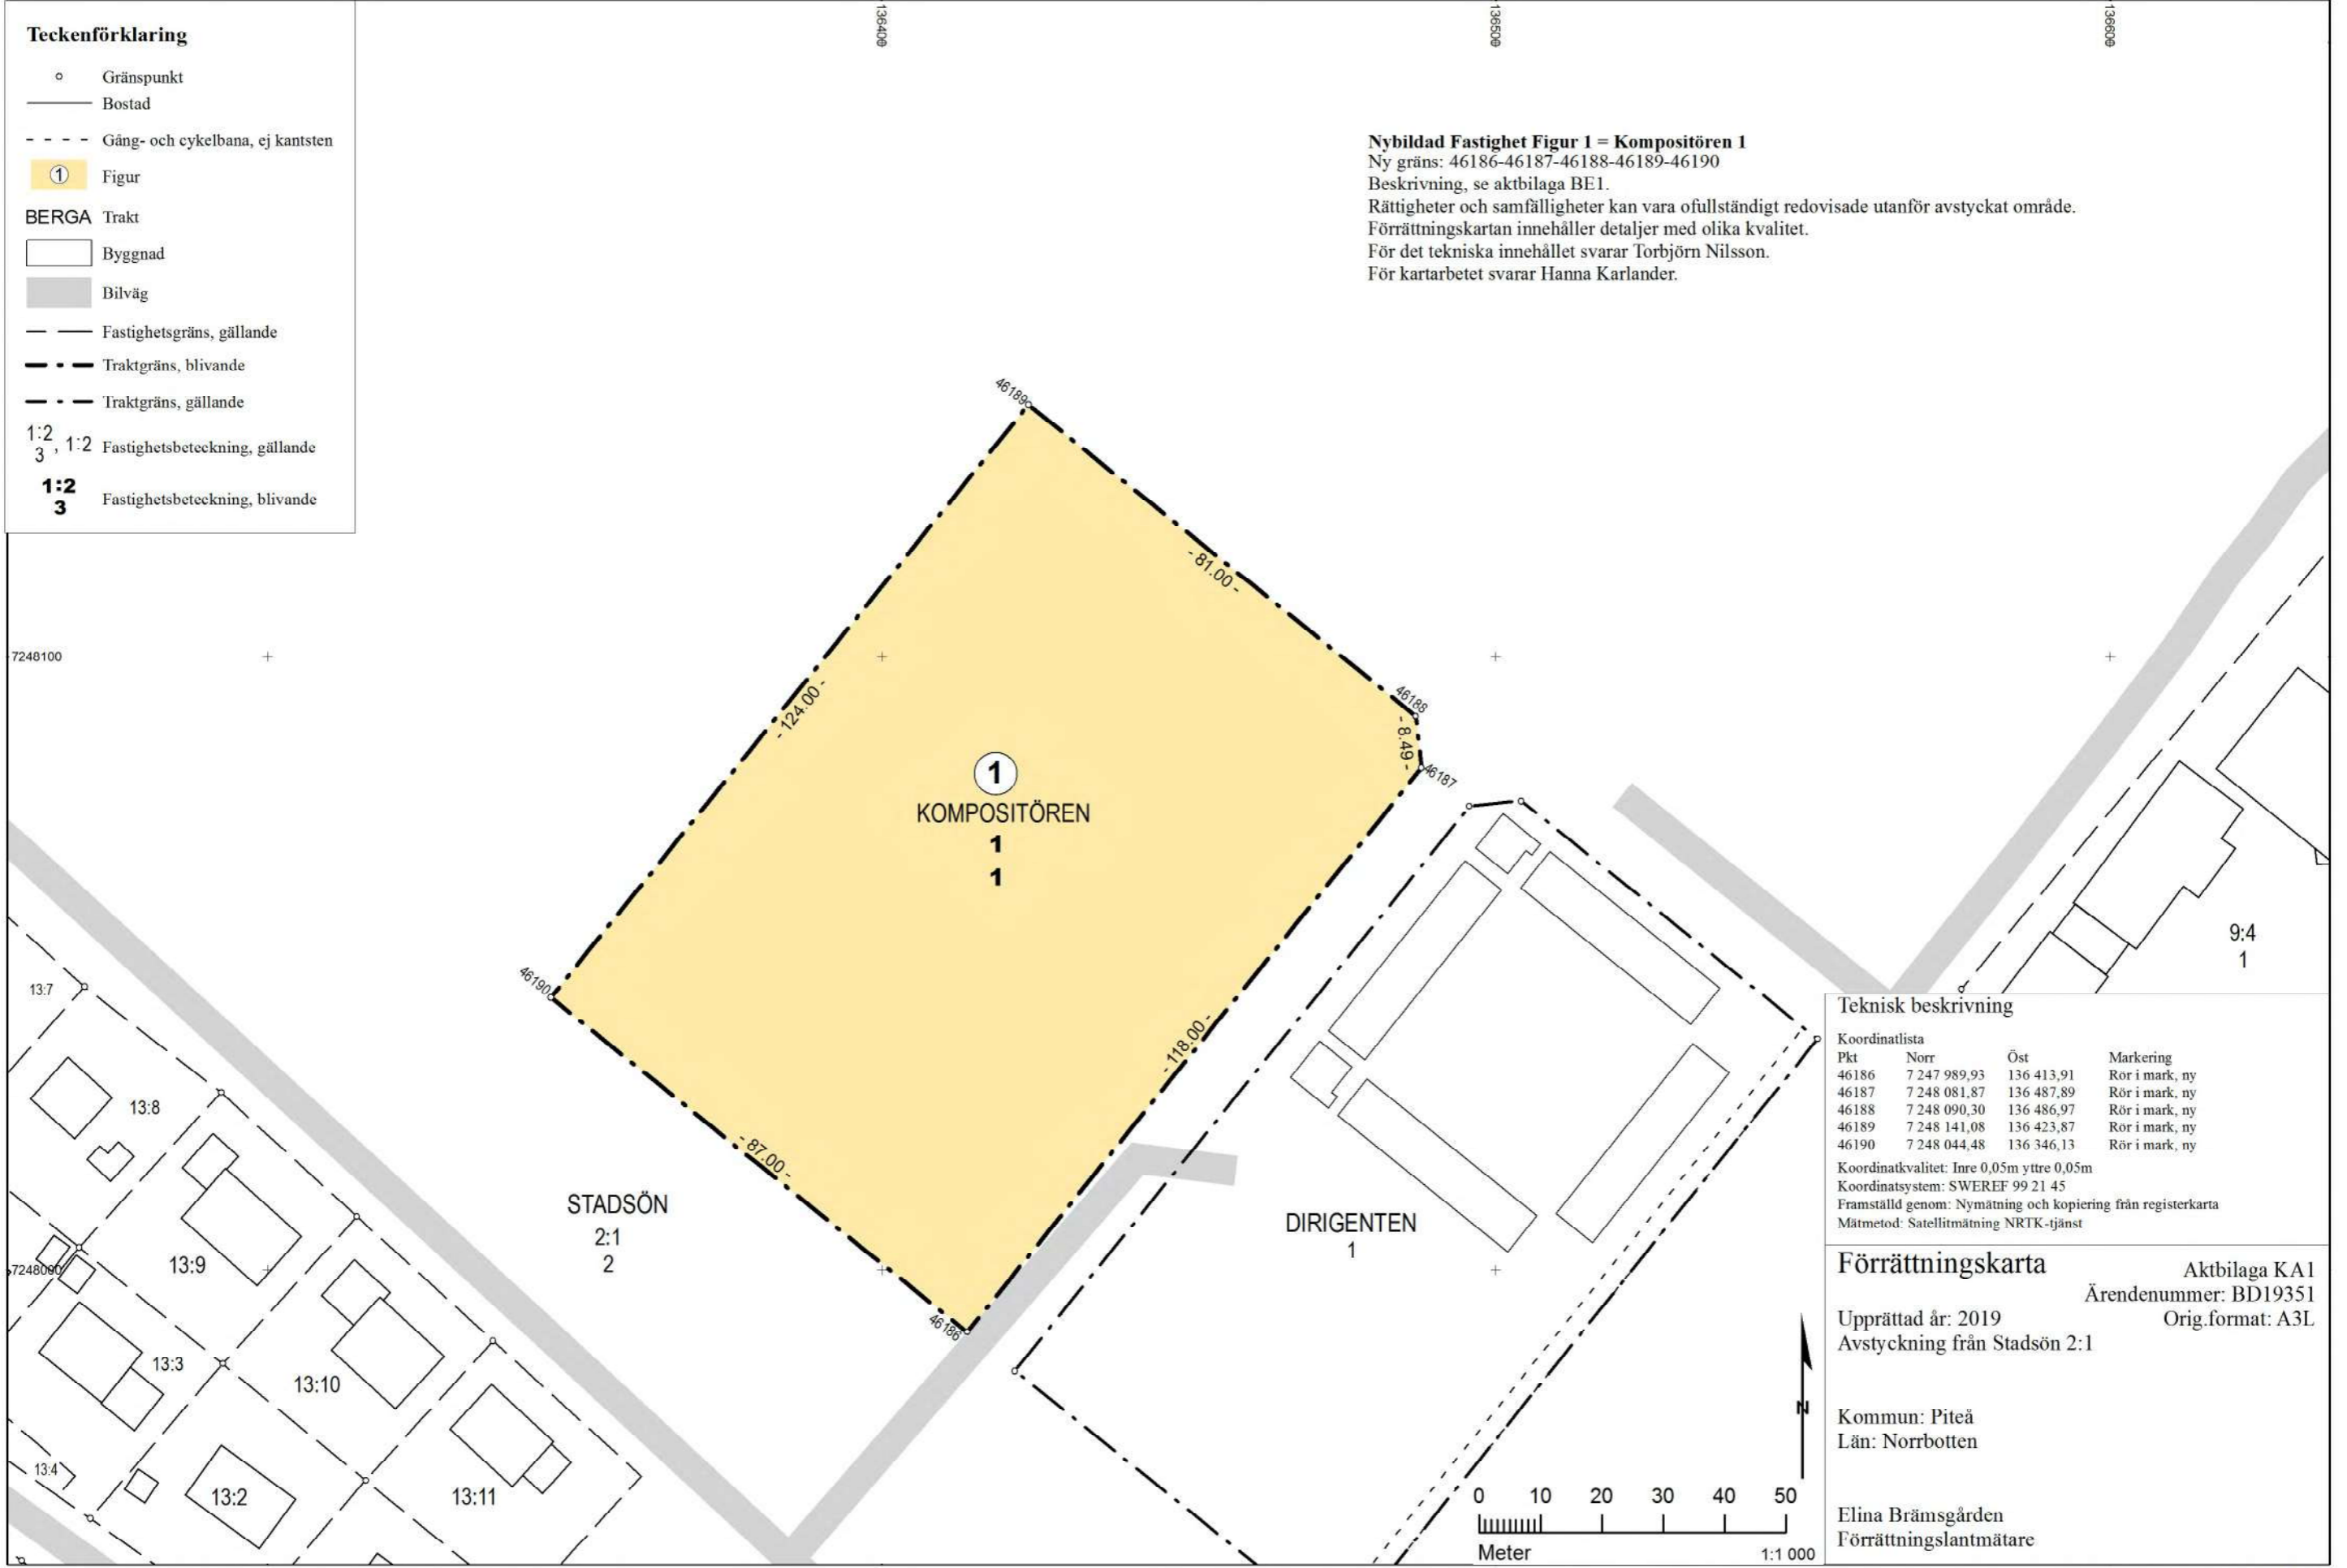 136400
136500
136600
Teckenförklaring
Gränspunkt
Bostad
Gång- och cykelbana, ej kantsten
1 Figur
BERGA Trakt
Byggnad
Bilväg
Fastighetsgräns, gällande
Traktgräns, blivande
Traktgräns, gällande
1:2
3 , 1:2 Fastighetsbeteckning, gällande
1:2
3 Fastighetsbeteckning, blivande
Nybildad Fastighet Figur 1 = Kompositören 1
Ny gräns: 46186-46187-46188-46189-46190
Beskrivning, se aktbilaga BE1.
Rättigheter och samfälligheter kan vara ofullständigt redovisade utanför avstyckat område.
Förrättningskartan innehåller detaljer med olika kvalitet.
För det tekniska innehållet svarar Torbjörn Nilsson.
För kartarbetet svarar Hanna Karlander.
46189
- 81.00 -
7248100
- 124.00 -
46188
- 8.49 -
46187
1
KOMPOSITÖREN
1
1
46190
- 118.00 -
- 87.00 -
46186
STADSÖN
2:1
2
DIRIGENTEN
1
9:4
1
13:7
13:8
13:9
7248000
13:3
13:10
13:4
13:2
13:11
Teknisk beskrivning
Koordinatlista
Pkt Norr Öst Markering
46186 7 247 989,93 136 413,91 Rör i mark, ny
46187 7 248 081,87 136 487,89 Rör i mark, ny
46188 7 248 090,30 136 486,97 Rör i mark, ny
46189 7 248 141,08 136 423,87 Rör i mark, ny
46190 7 248 044,48 136 346,13 Rör i mark, ny
Koordinatkvalitet: Inre 0,05m yttre 0,05m
Koordinatsystem: SWEREF 99 21 45
Framställd genom: Nymätning och kopiering från registerkarta
Mätmetod: Satellitmätning NRTK-tjänst
Förrättningskarta
Aktbilaga KA1
Ärendenummer: BD19351
Orig.format: A3L
Upprättad år: 2019
Avstyckning från Stadsön 2:1
Kommun: Piteå
Län: Norrbotten
Elina Brämsgården
Förrättningslantmätare
N
0 10 20 30 40 50
Meter 1:1 000